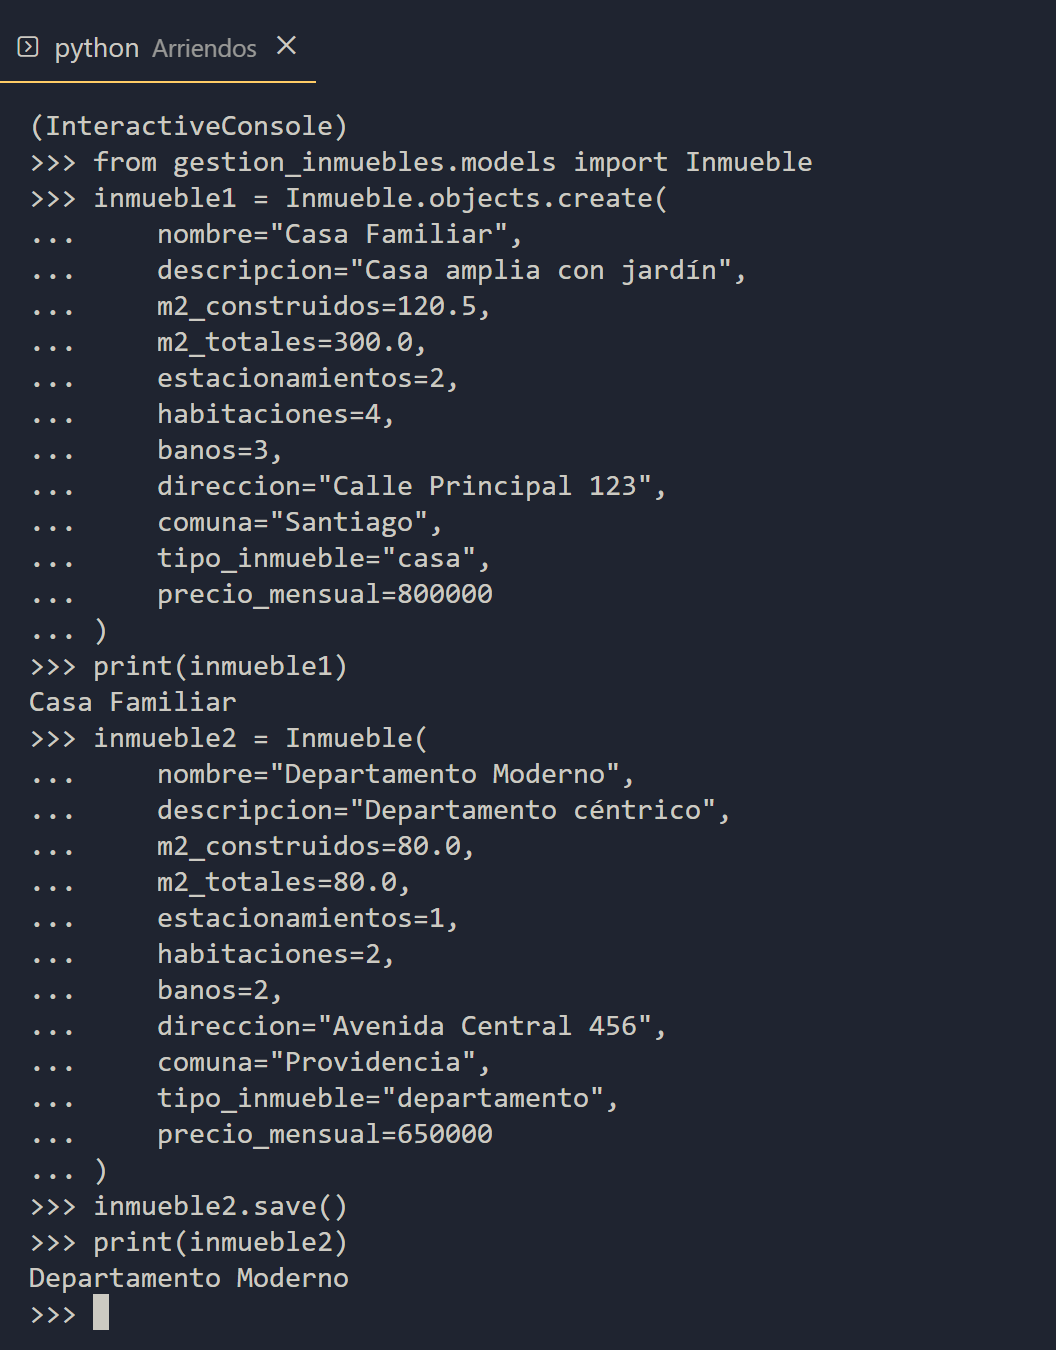 python Arriendos
(InteractiveConsole)
>>> from gestion_inmuebles.models import Inmueble
>>> inmueble1 = Inmueble.objects.create(
...     nombre="Casa Familiar",
...     descripcion="Casa amplia con jardín",
...     m2_construidos=120.5,
...     m2_totales=300.0,
...     estacionamientos=2,
...     habitaciones=4,
...     banos=3,
...     direccion="Calle Principal 123",
...     comuna="Santiago",
...     tipo_inmueble="casa",
...     precio_mensual=800000
... )
>>> print(inmueble1)
Casa Familiar
>>> inmueble2 = Inmueble(
...     nombre="Departamento Moderno",
...     descripcion="Departamento céntrico",
...     m2_construidos=80.0,
...     m2_totales=80.0,
...     estacionamientos=1,
...     habitaciones=2,
...     banos=2,
...     direccion="Avenida Central 456",
...     comuna="Providencia",
...     tipo_inmueble="departamento",
...     precio_mensual=650000
... )
>>> inmueble2.save()
>>> print(inmueble2)
Departamento Moderno
>>>